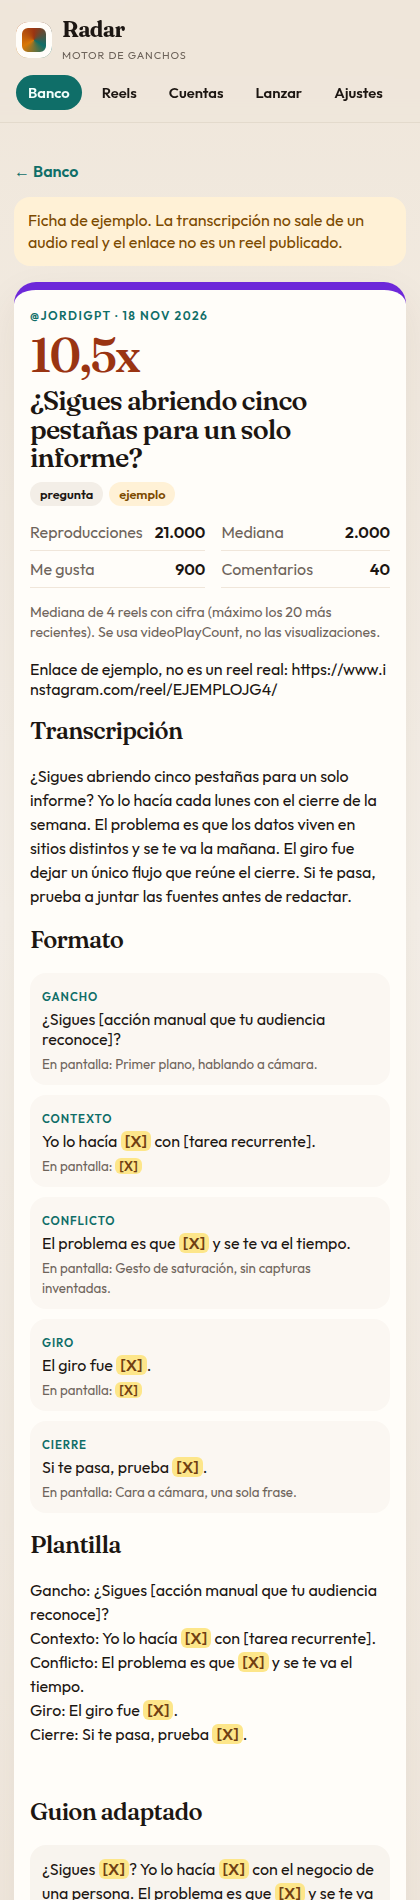 Radar
MOTOR DE GANCHOS
Banco Reels Cuentas Lanzar Ajustes
← Banco
Ficha de ejemplo. La transcripción no sale de un
audio real y el enlace no es un reel publicado.
@JORDIGPT · 18 NOV 2026
10,5x
¿Sigues abriendo cinco
pestañas para un solo
informe?
pregunta ejemplo
Reproducciones 21.000 Mediana 2.000
Me gusta 900 Comentarios 40
Mediana de 4 reels con cifra (máximo los 20 más
recientes). Se usa videoPlayCount, no las visualizaciones.
Enlace de ejemplo, no es un reel real: https://www.i
nstagram.com/reel/EJEMPLOJG4/
Transcripción
¿Sigues abriendo cinco pestañas para un solo
informe? Yo lo hacía cada lunes con el cierre de la
semana. El problema es que los datos viven en
sitios distintos y se te va la mañana. El giro fue
dejar un único flujo que reúne el cierre. Si te pasa,
prueba a juntar las fuentes antes de redactar.
Formato
GANCHO
¿Sigues [acción manual que tu audiencia
reconoce]?
En pantalla: Primer plano, hablando a cámara.
CONTEXTO
Yo lo hacía [X] con [tarea recurrente].
En pantalla: [X]
CONFLICTO
El problema es que [X] y se te va el tiempo.
En pantalla: Gesto de saturación, sin capturas
inventadas.
GIRO
El giro fue [X].
En pantalla: [X]
CIERRE
Si te pasa, prueba [X].
En pantalla: Cara a cámara, una sola frase.
Plantilla
Gancho: ¿Sigues [acción manual que tu audiencia
reconoce]?
Contexto: Yo lo hacía [X] con [tarea recurrente].
Conflicto: El problema es que [X] y se te va el
tiempo.
Giro: El giro fue [X].
Cierre: Si te pasa, prueba [X].
Guion adaptado
¿Sigues [X]? Yo lo hacía [X] con el negocio de
una persona. El problema es que [X] y se te va